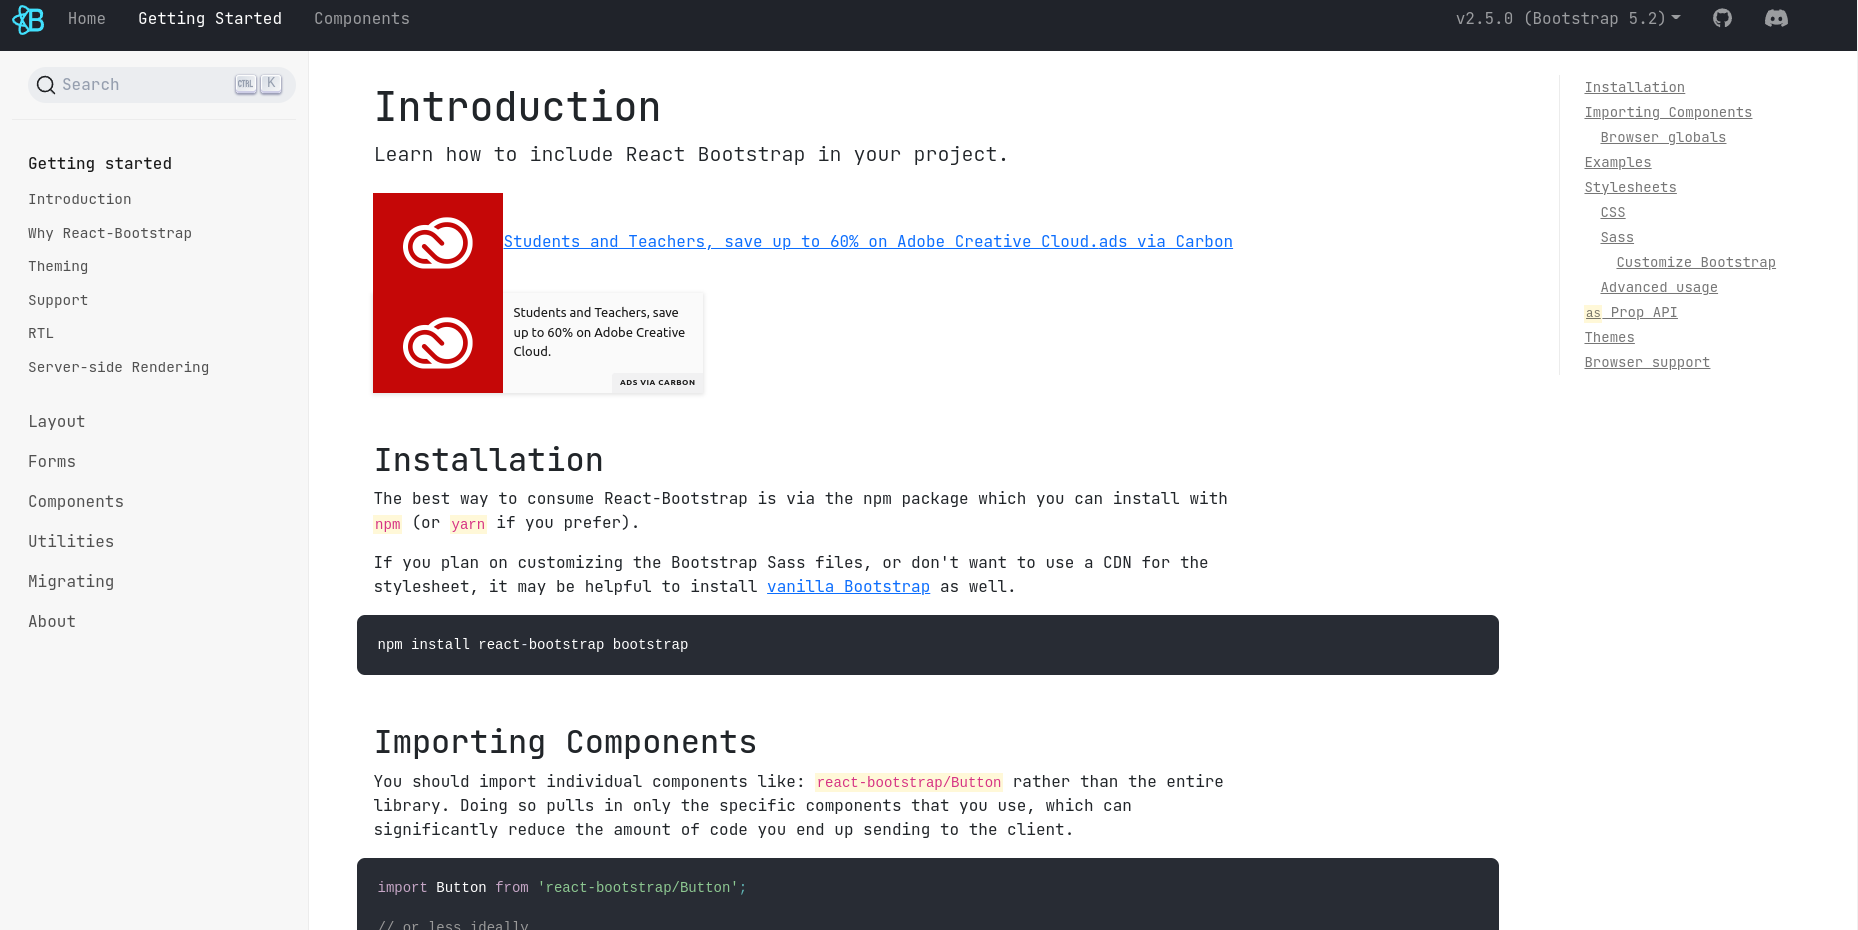 Home Getting Started Components v2.5.0 (Bootstrap 5.2)
Search CTRL K
Getting started
Introduction
Why React-Bootstrap
Theming
Support
RTL
Server-side Rendering
Layout
Forms
Components
Utilities
Migrating
About
Introduction
Learn how to include React Bootstrap in your project.
Students and Teachers, save up to 60% on Adobe Creative Cloud.ads via Carbon
Students and Teachers, save
up to 60% on Adobe Creative
Cloud.
ADS VIA CARBON
Installation
The best way to consume React-Bootstrap is via the npm package which you can install with
npm (or yarn if you prefer).
If you plan on customizing the Bootstrap Sass files, or don't want to use a CDN for the
stylesheet, it may be helpful to install vanilla Bootstrap as well.
npm install react-bootstrap bootstrap
Importing Components
You should import individual components like: react-bootstrap/Button rather than the entire
library. Doing so pulls in only the specific components that you use, which can
significantly reduce the amount of code you end up sending to the client.
import Button from 'react-bootstrap/Button';
// or less ideally
Installation
Importing Components
Browser globals
Examples
Stylesheets
CSS
Sass
Customize Bootstrap
Advanced usage
as Prop API
Themes
Browser support